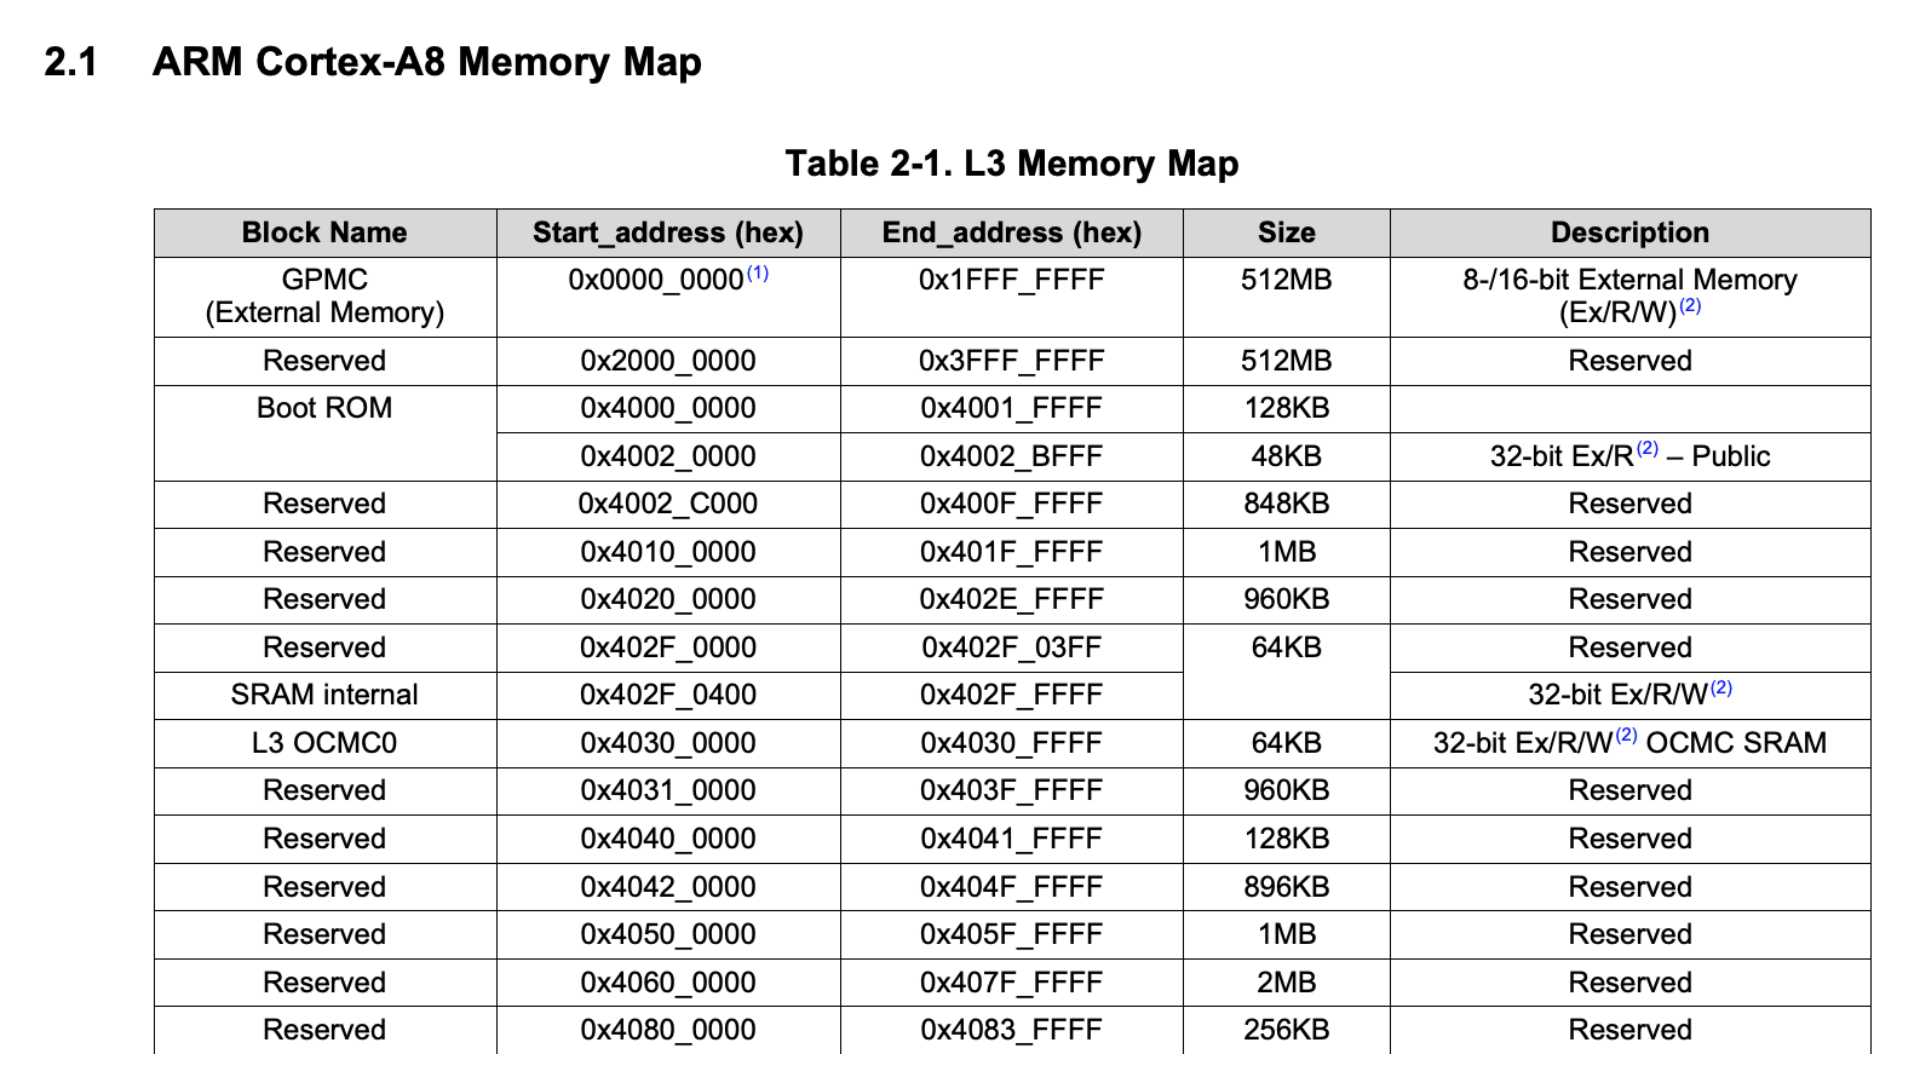 2.1 ARM Cortex-A8 Memory Map
Table 2-1. L3 Memory Map
Block Name Start_address (hex) End_address (hex) Size Description
GPMC 0x0000_0000(1) 0x1FFF_FFFF 512MB 8-/16-bit External Memory
(External Memory) (Ex/R/W)(2)
Reserved 0x2000_0000 0x3FFF_FFFF 512MB Reserved
Boot ROM 0x4000_0000 0x4001_FFFF 128KB
0x4002_0000 0x4002_BFFF 48KB 32-bit Ex/R(2) – Public
Reserved 0x4002_C000 0x400F_FFFF 848KB Reserved
Reserved 0x4010_0000 0x401F_FFFF 1MB Reserved
Reserved 0x4020_0000 0x402E_FFFF 960KB Reserved
Reserved 0x402F_0000 0x402F_03FF 64KB Reserved
SRAM internal 0x402F_0400 0x402F_FFFF 32-bit Ex/R/W(2)
L3 OCMC0 0x4030_0000 0x4030_FFFF 64KB 32-bit Ex/R/W(2) OCMC SRAM
Reserved 0x4031_0000 0x403F_FFFF 960KB Reserved
Reserved 0x4040_0000 0x4041_FFFF 128KB Reserved
Reserved 0x4042_0000 0x404F_FFFF 896KB Reserved
Reserved 0x4050_0000 0x405F_FFFF 1MB Reserved
Reserved 0x4060_0000 0x407F_FFFF 2MB Reserved
Reserved 0x4080_0000 0x4083_FFFF 256KB Reserved